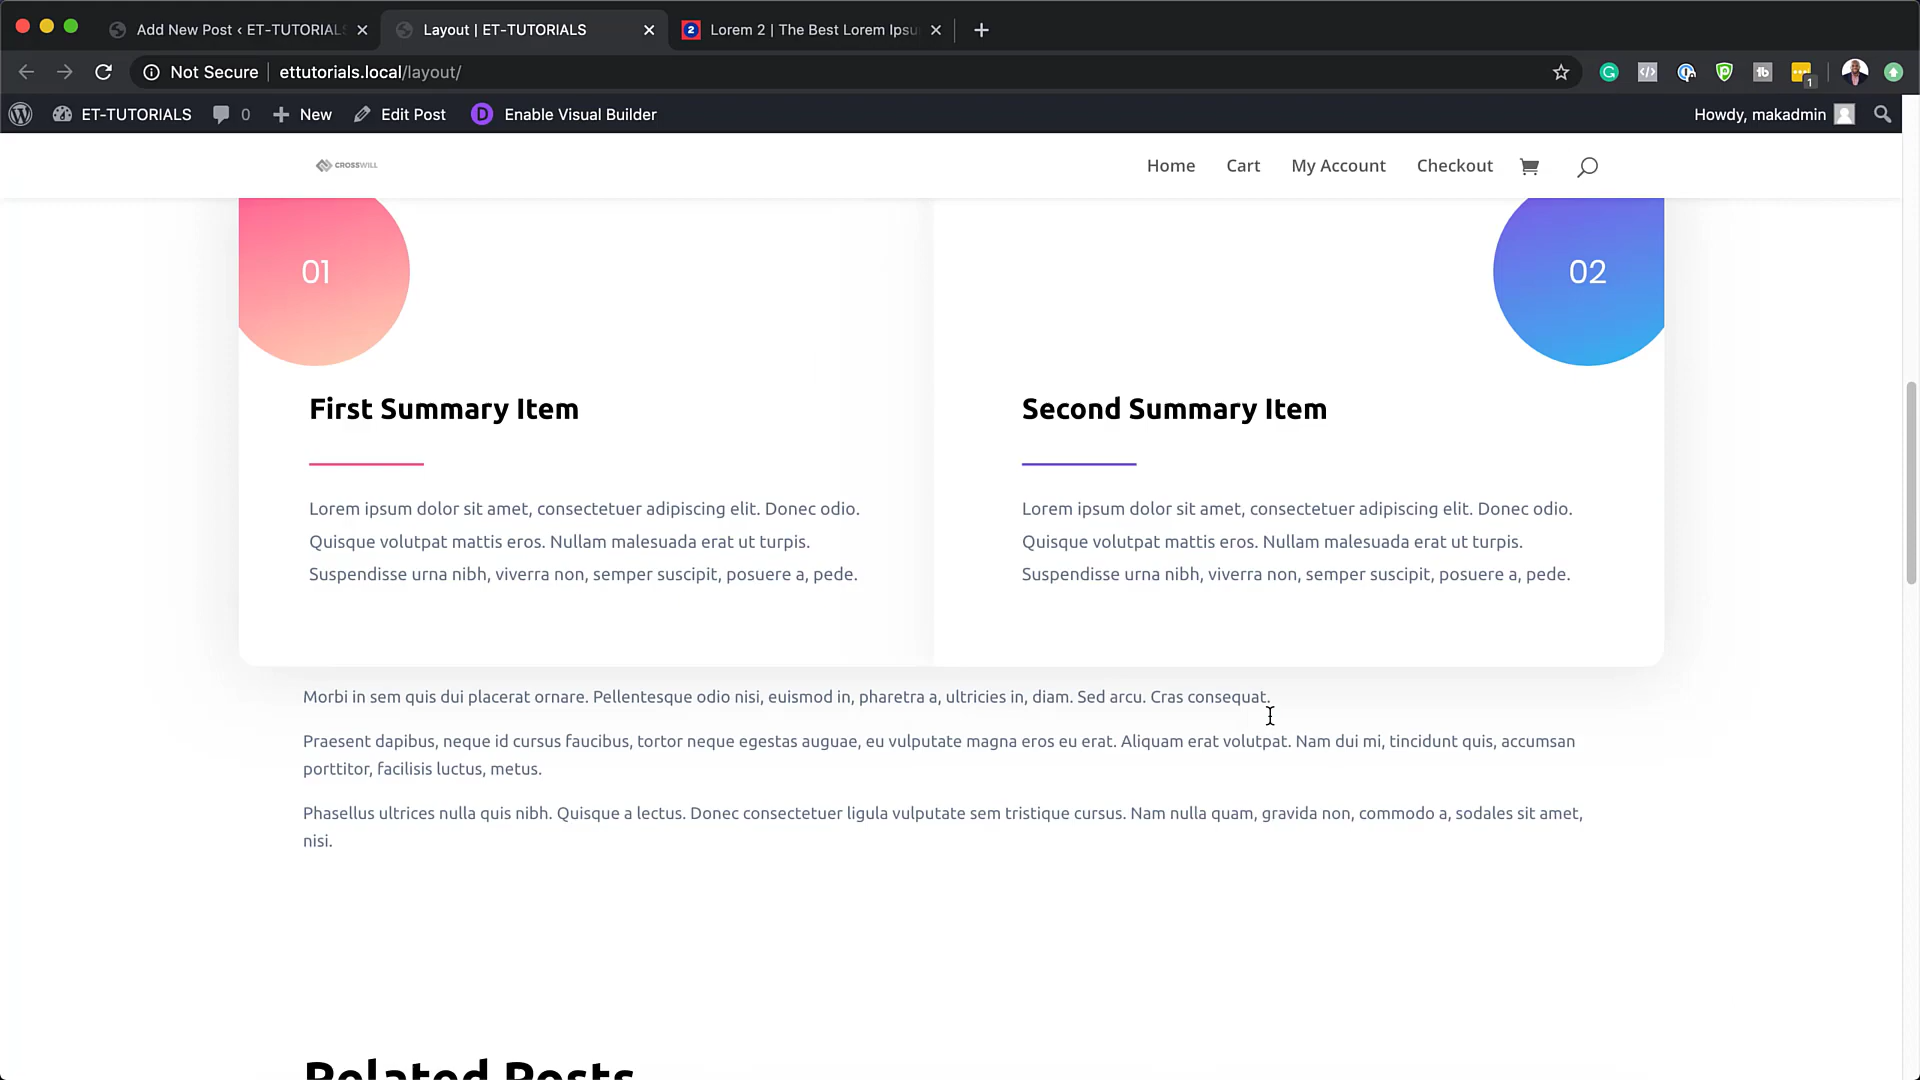 Add New Post ‹ ET-TUTORIALS
Layout | ET-TUTORIALS
2
Lorem 2 | The Best Lorem Ipsu
Not Secure
ettutorials.local/layout/
1
ET-TUTORIALS
0
New
Edit Post
D
Enable Visual Builder
Howdy, makadmin
CROSSWILL
Home
Cart
My Account
Checkout
01
02
First Summary Item
Second Summary Item
Lorem ipsum dolor sit amet, consectetuer adipiscing elit. Donec odio.
Quisque volutpat mattis eros. Nullam malesuada erat ut turpis.
Suspendisse urna nibh, viverra non, semper suscipit, posuere a, pede.
Lorem ipsum dolor sit amet, consectetuer adipiscing elit. Donec odio.
Quisque volutpat mattis eros. Nullam malesuada erat ut turpis.
Suspendisse urna nibh, viverra non, semper suscipit, posuere a, pede.
Morbi in sem quis dui placerat ornare. Pellentesque odio nisi, euismod in, pharetra a, ultricies in, diam. Sed arcu. Cras consequat.
Praesent dapibus, neque id cursus faucibus, tortor neque egestas auguae, eu vulputate magna eros eu erat. Aliquam erat volutpat. Nam dui mi, tincidunt quis, accumsan
porttitor, facilisis luctus, metus.
Phasellus ultrices nulla quis nibh. Quisque a lectus. Donec consectetuer ligula vulputate sem tristique cursus. Nam nulla quam, gravida non, commodo a, sodales sit amet,
nisi.
Related Posts